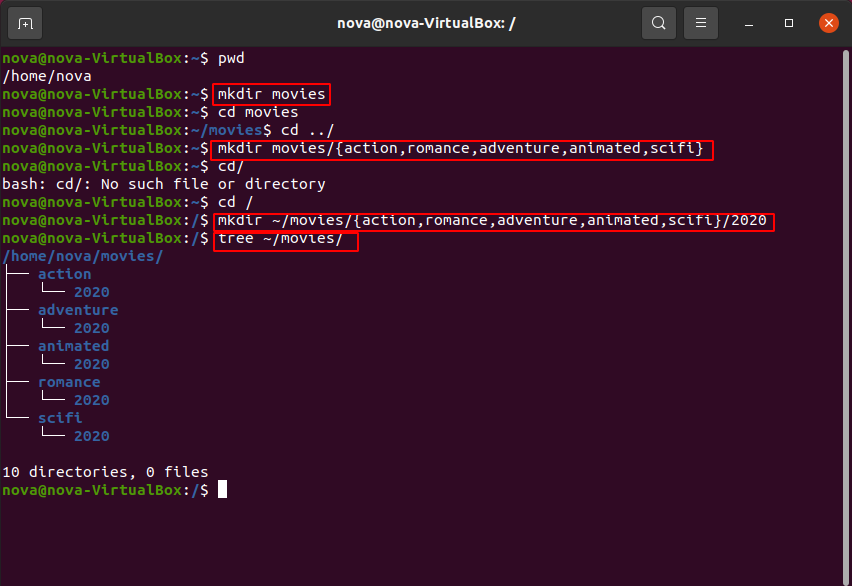 nova@nova-VirtualBox: /
nova@nova-VirtualBox:~$ pwd
/home/nova
nova@nova-VirtualBox:~$ mkdir movies
nova@nova-VirtualBox:~$ cd movies
nova@nova-VirtualBox:~/movies$ cd ../
nova@nova-VirtualBox:~$ mkdir movies/{action,romance,adventure,animated,scifi}
nova@nova-VirtualBox:~$ cd/
bash: cd/: No such file or directory
nova@nova-VirtualBox:~$ cd /
nova@nova-VirtualBox:/$ mkdir ~/movies/{action,romance,adventure,animated,scifi}/2020
nova@nova-VirtualBox:/$ tree ~/movies/
/home/nova/movies/
├── action
│   └── 2020
├── adventure
│   └── 2020
├── animated
│   └── 2020
├── romance
│   └── 2020
└── scifi
    └── 2020
10 directories, 0 files
nova@nova-VirtualBox:/$